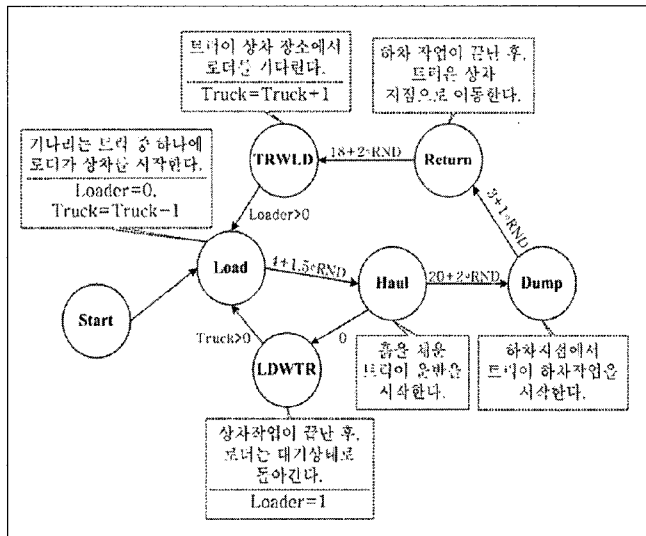 트럭이 상차 장소에서
로더를 기다린다.
Truck=Truck+1
하차 작업이 끝난 후,
트럭은 상차
지점으로 이동한다.
기다리는 트럭 중 하나에
로더가 상차를 시작한다.
Loader=0,
Truck=Truck-1
TRWLD
18+2*RND
Return
Loader>0
3+1*RND
Load
4+1.5*RND
Haul
20+2*RND
Dump
Start
Truck>0
0
LDWTR
흙을 채운
트럭이 운반을
시작한다.
하차지점에서
트럭이 하차작업을
시작한다.
상차작업이 끝난 후,
로더는 대기상태로
돌아간다.
Loader=1